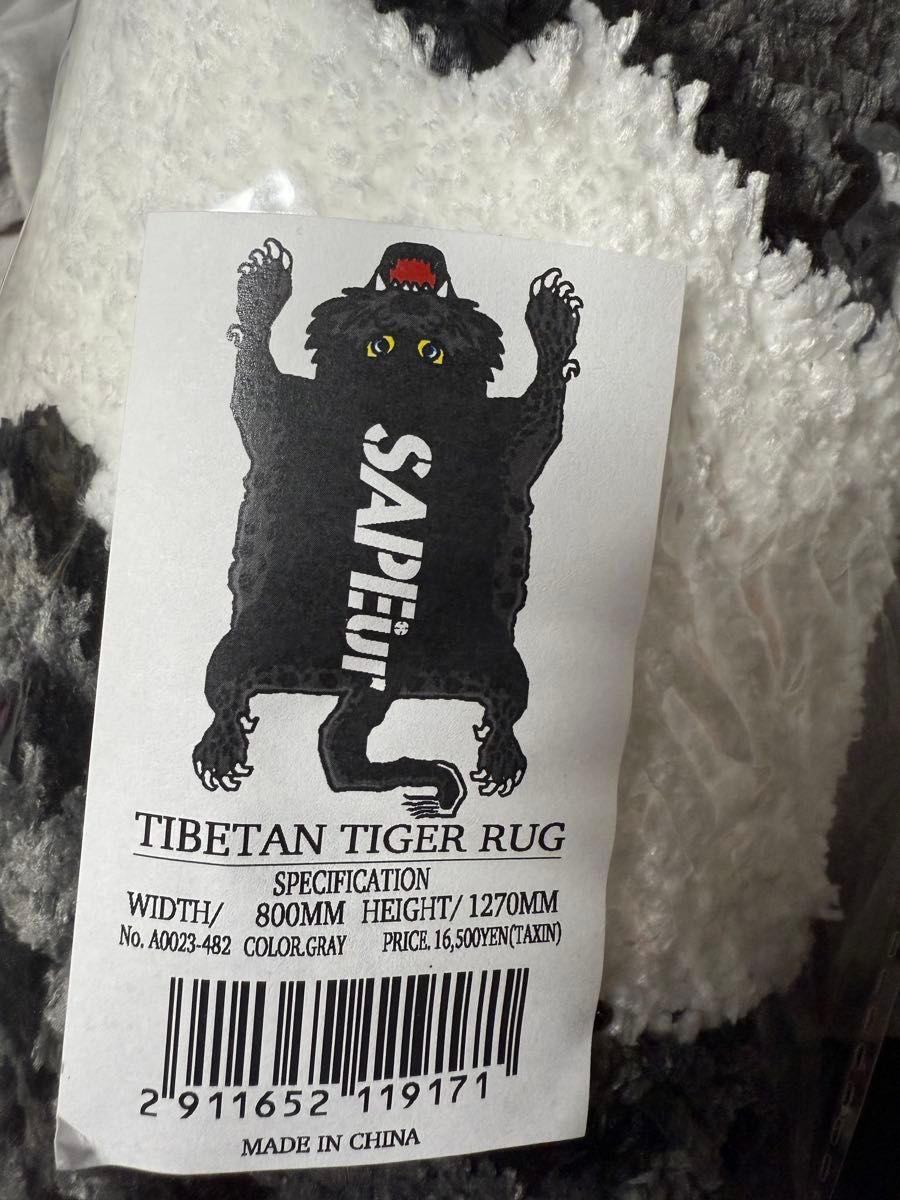 SAPEur
TIBETAN TIGER RUG
SPECIFICATION
WIDTH/ 800MM HEIGHT/ 1270MM
No. A0023-482 COLOR.GRAY PRICE. 16,500YEN(TAXIN)
2 911652 119171
MADE IN CHINA